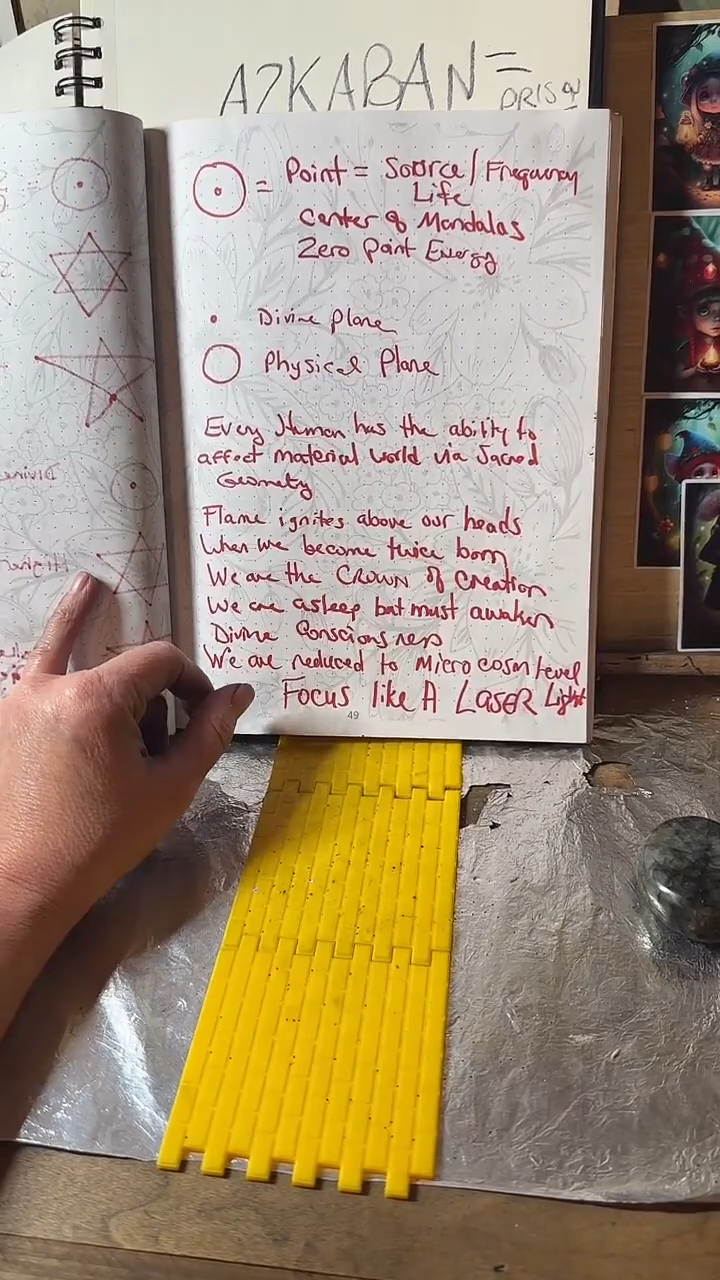 AZKABAN =
= Point = Source/Frequency
Life
Center of Mandalas
Zero Point Energy
Divine Plane
Physical Plane
Every Human has the ability to
affect material world via Sacred
Geometry
Flame ignites above our heads
When we become twice born
We are the CROWN of Creation
We are asleep but must awaken
Divine Consciousness
We are reduced to Microcosm Level
Focus like A LASER Light
49